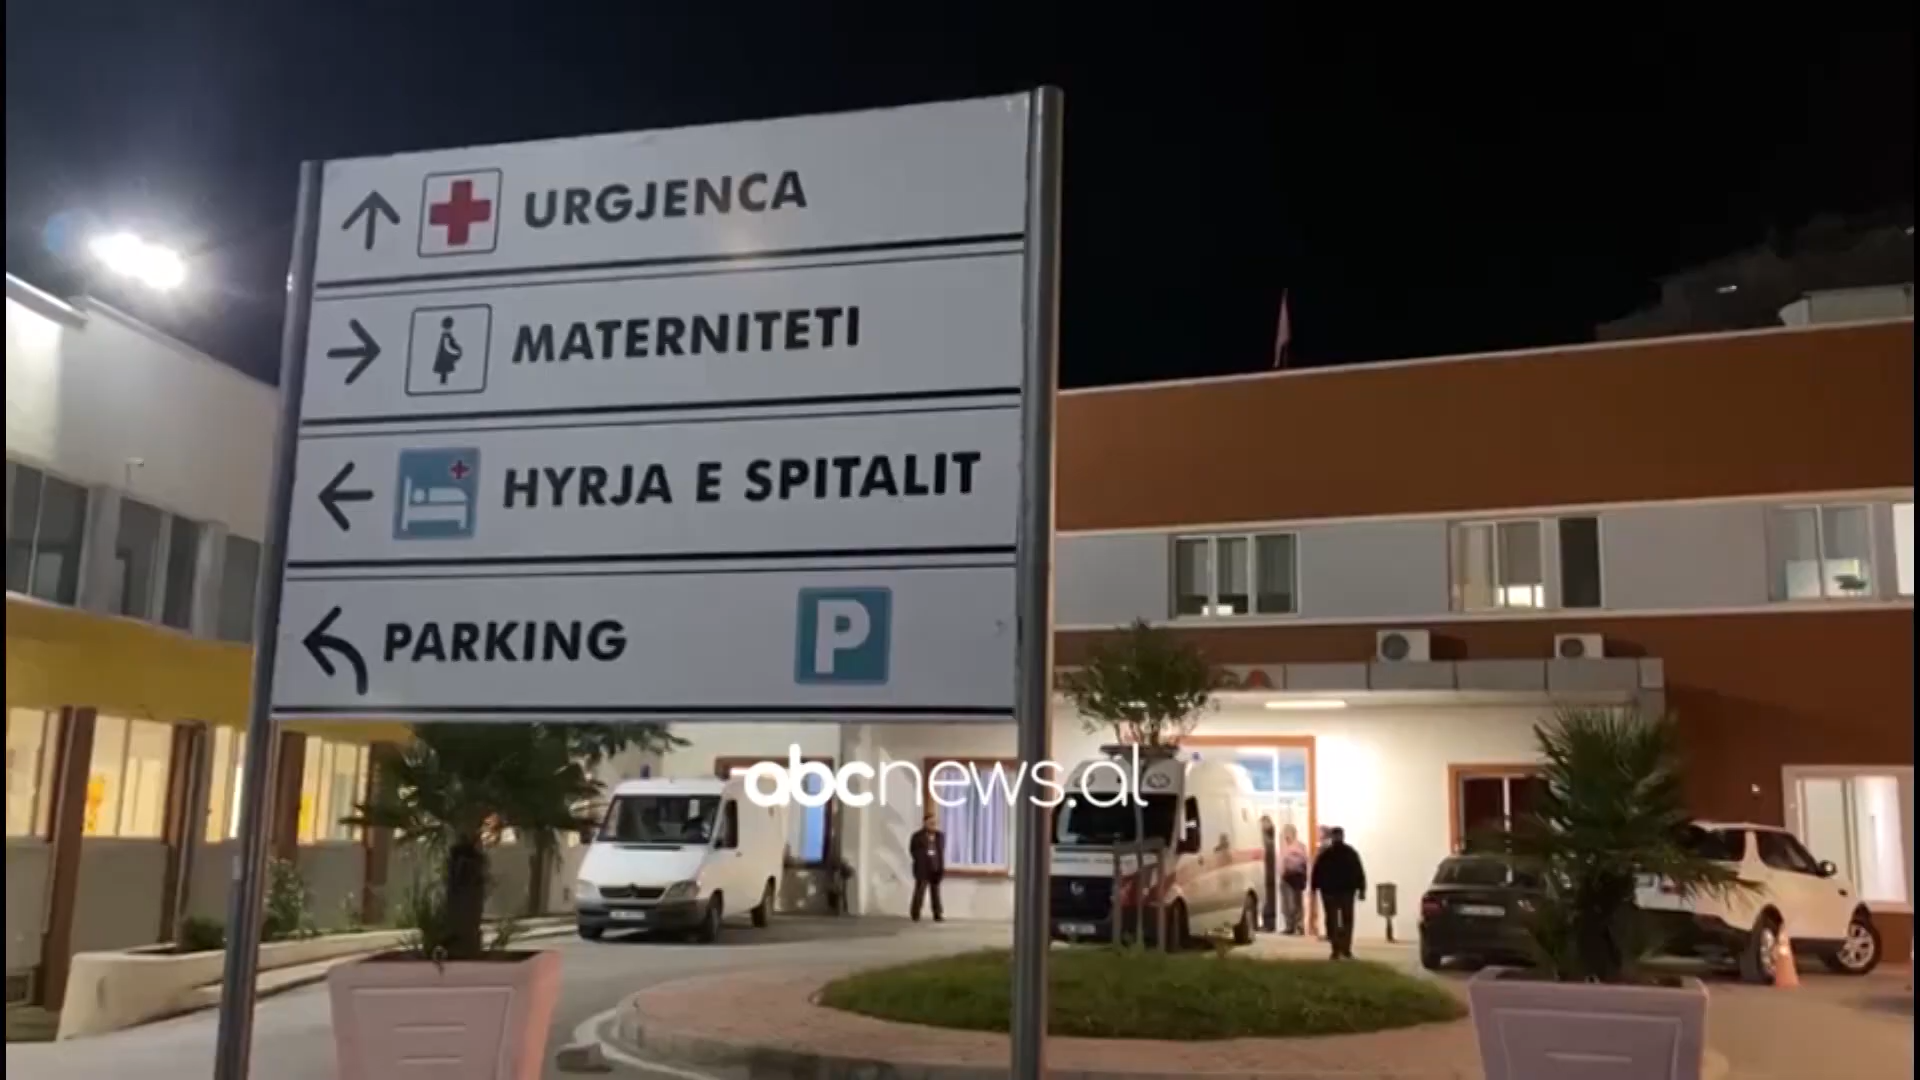 URGJENCA
MATERNITETI
HYRJA E SPITALIT
PARKING P
abcnews.al